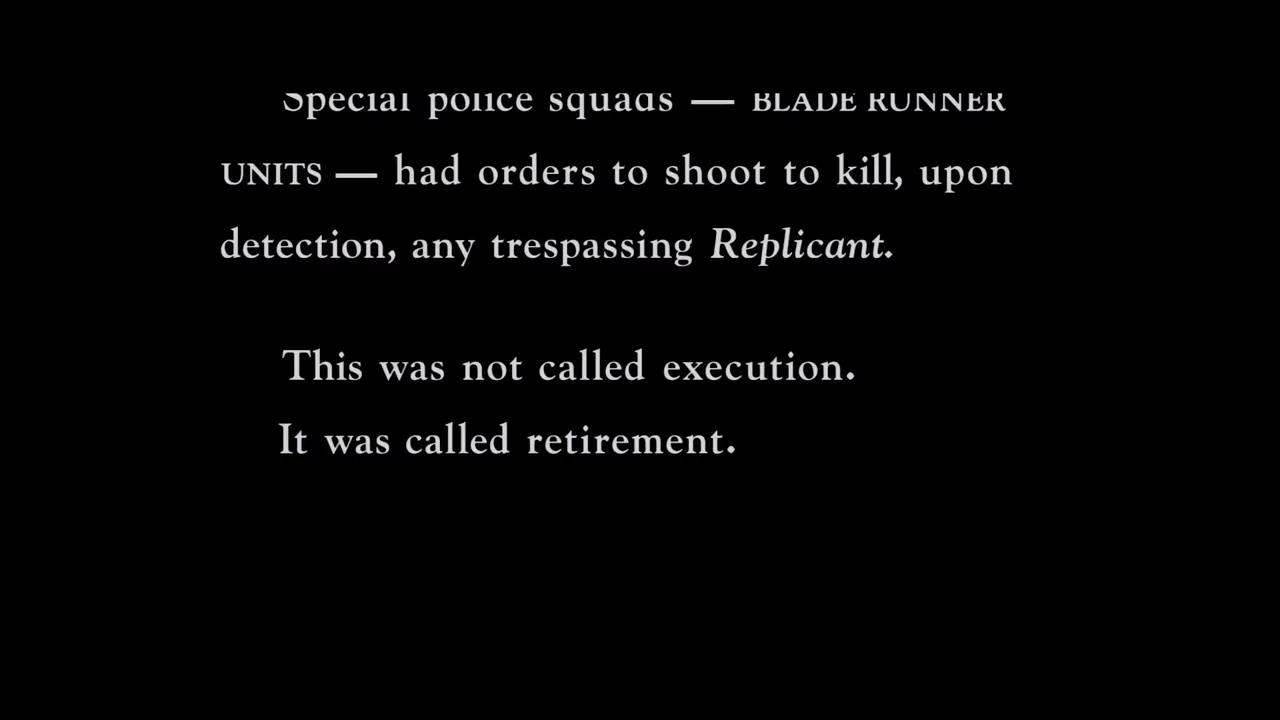 Special police squads — BLADE RUNNER
UNITS — had orders to shoot to kill, upon
detection, any trespassing Replicant.
This was not called execution.
It was called retirement.